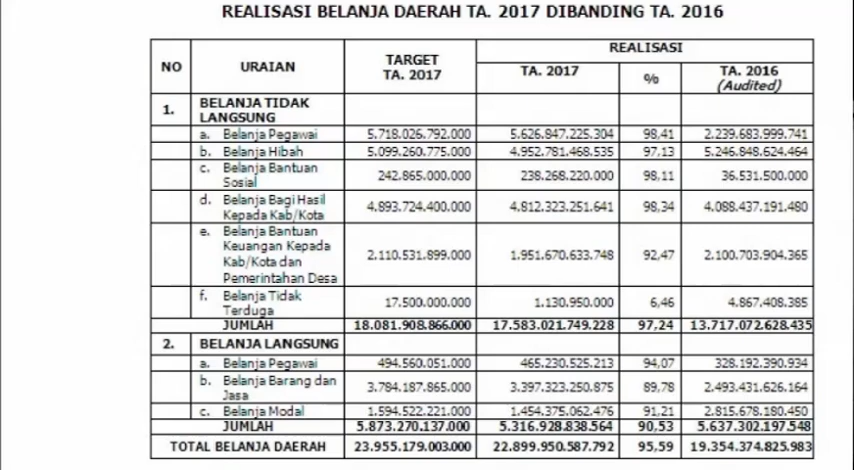 REALISASI BELANJA DAERAH TA. 2017 DIBANDING TA. 2016
NO URAIAN TARGET TA. 2017 REALISASI
TA. 2017 % TA. 2016 (Audited)
1. BELANJA TIDAK LANGSUNG
a. Belanja Pegawai 5.718.026.792.000 5.626.847.225.304 98,41 2.239.683.999.741
b. Belanja Hibah 5.099.260.775.000 4.952.781.468.535 97,13 5.246.848.624.464
c. Belanja Bantuan Sosial 242.865.000.000 238.268.220.000 98,11 36.531.500.000
d. Belanja Bagi Hasil Kepada Kab/Kota 4.893.724.400.000 4.812.323.251.641 98,34 4.088.437.191.480
e. Belanja Bantuan Keuangan Kepada Kab/Kota dan Pemerintahan Desa 2.110.531.899.000 1.951.670.633.748 92,47 2.100.703.904.365
f. Belanja Tidak Terduga 17.500.000.000 1.130.950.000 6,46 4.867.408.385
JUMLAH 18.081.908.866.000 17.583.021.749.228 97,24 13.717.072.628.435
2. BELANJA LANGSUNG
a. Belanja Pegawai 494.560.051.000 465.230.525.213 94,07 328.192.390.934
b. Belanja Barang dan Jasa 3.784.187.865.000 3.397.323.250.875 89,78 2.493.431.626.164
c. Belanja Modal 1.594.522.221.000 1.454.375.062.476 91,21 2.815.678.180.450
JUMLAH 5.873.270.137.000 5.316.928.838.564 90,53 5.637.302.197.548
TOTAL BELANJA DAERAH 23.955.179.003.000 22.899.950.587.792 95,59 19.354.374.825.983